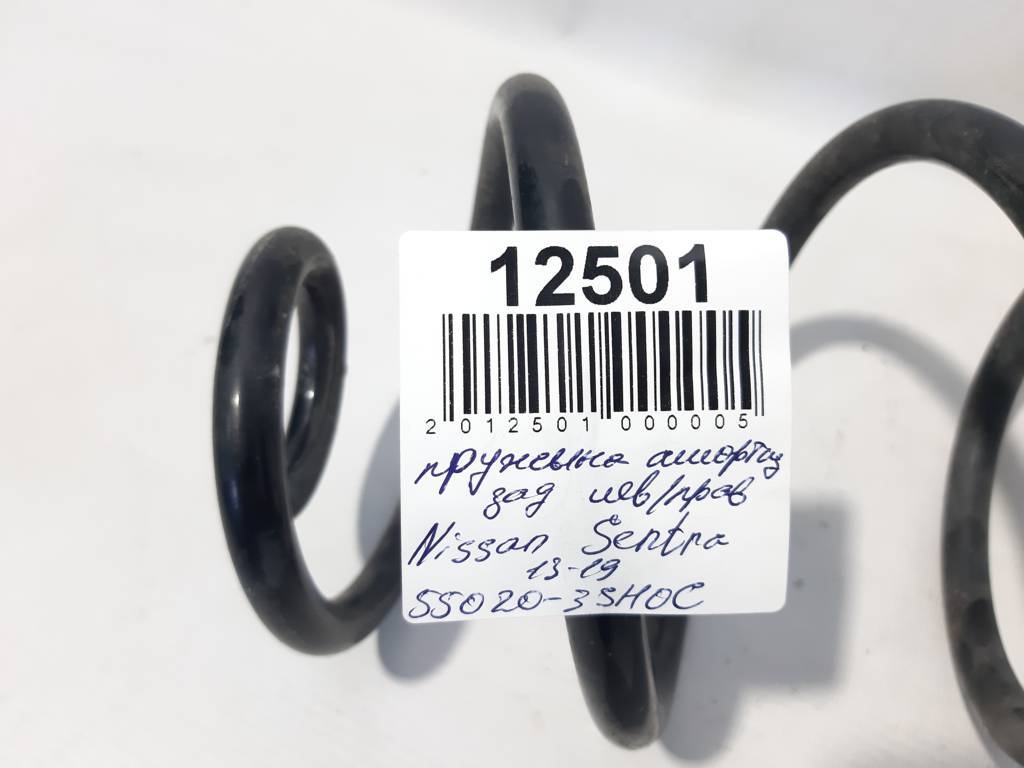 12501
2 012501 000005
пружина амортиз
зад лев/прав
Nissan Sentra
13-19
55020-3SH0C